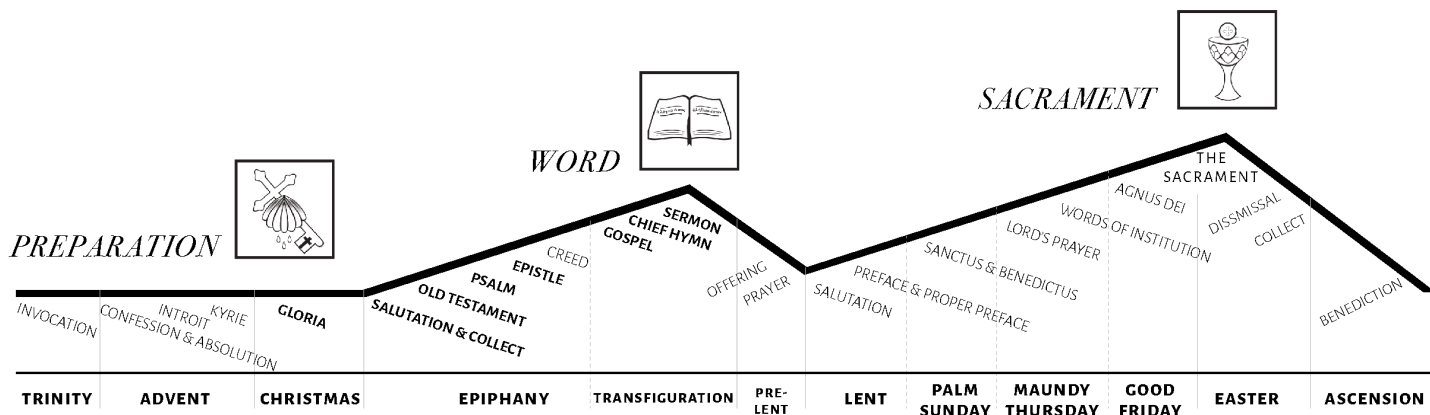 PREPARATION
WORD
SACRAMENT
INVOCATION
CONFESSION & ABSOLUTION
INTROIT
KYRIE
GLORIA
SALUTATION & COLLECT
OLD TESTAMENT
PSALM
EPISTLE
CREED
GOSPEL
CHIEF HYMN
SERMON
OFFERING
PRAYER
SALUTATION
PREFACE & PROPER PREFACE
SANCTUS & BENEDICTUS
LORD'S PRAYER
WORDS OF INSTITUTION
AGNUS DEI
THE
SACRAMENT
DISSMISSAL
COLLECT
BENEDICTION
TRINITY
ADVENT
CHRISTMAS
EPIPHANY
TRANSFIGURATION
PRE-
LENT
LENT
PALM
SUNDAY
MAUNDY
THURSDAY
GOOD
FRIDAY
EASTER
ASCENSION